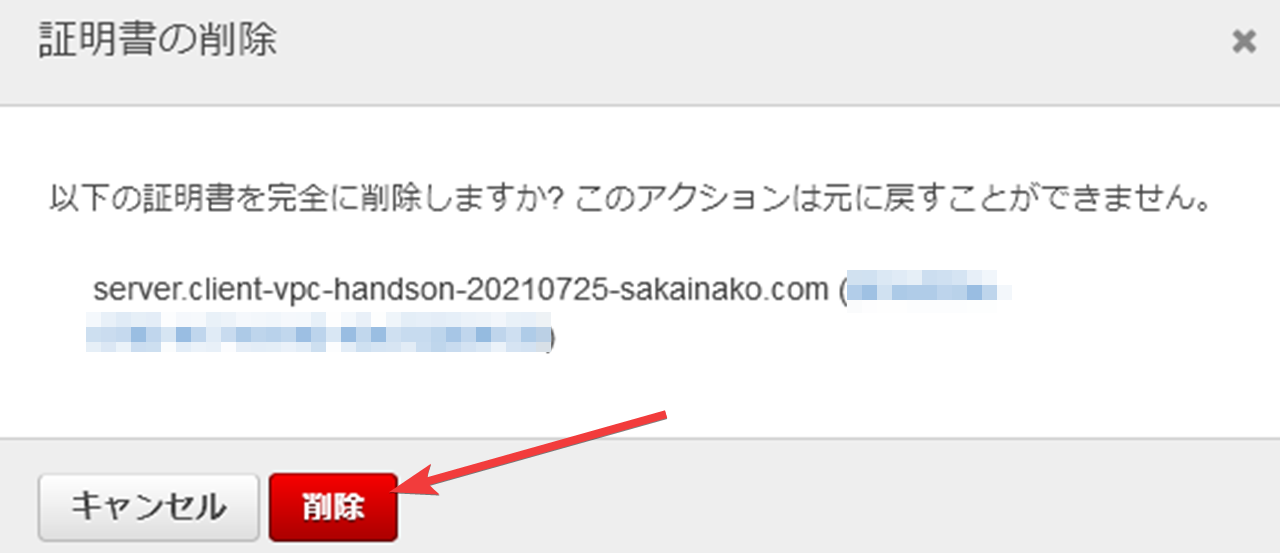 証明書の削除
以下の証明書を完全に削除しますか? このアクションは元に戻すことができません。
server.client-vpc-handson-20210725-sakainako.com (
)
キャンセル
削除